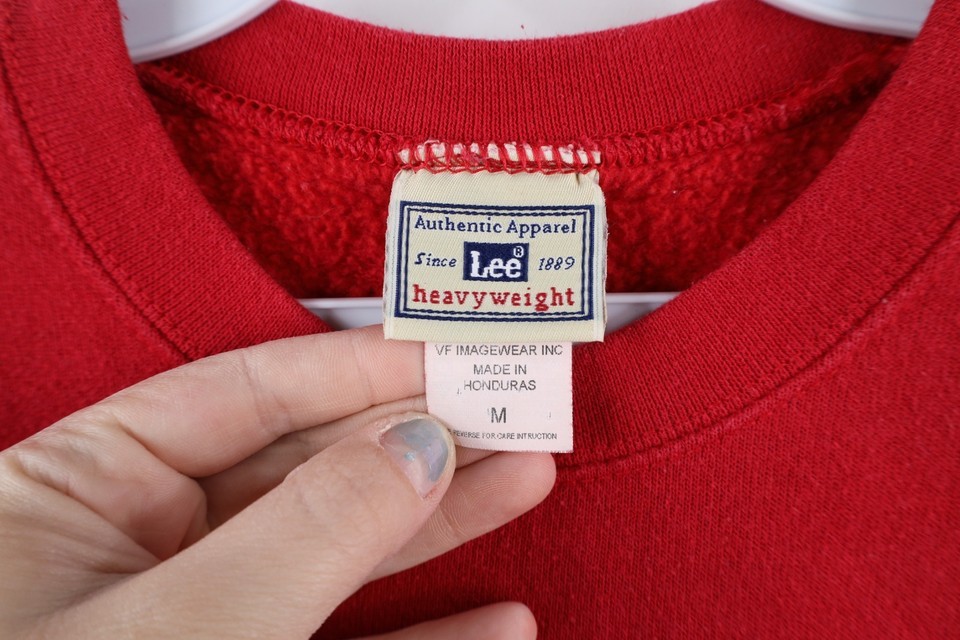 Authentic Apparel
Since Lee® 1889
heavyweight
VF IMAGEWEAR INC
MADE IN
HONDURAS
M
REVERSE FOR CARE INTRUCTION